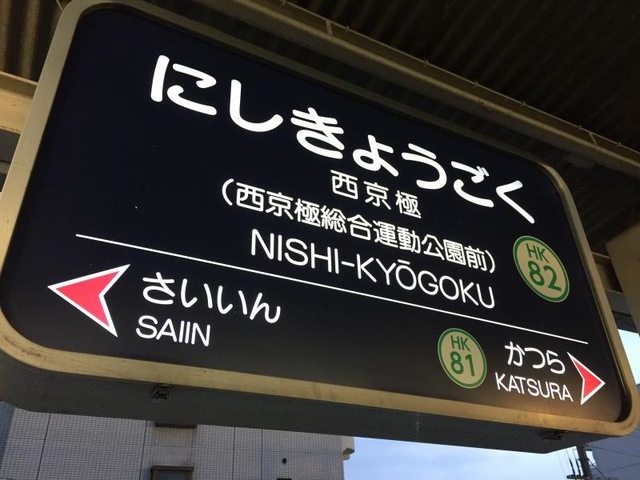 にしきょうごく
西京極
(西京極総合運動公園前)
NISHI-KYŌGOKU
HK
82
さいいん
SAIIN
HK
81
かつら
KATSURA